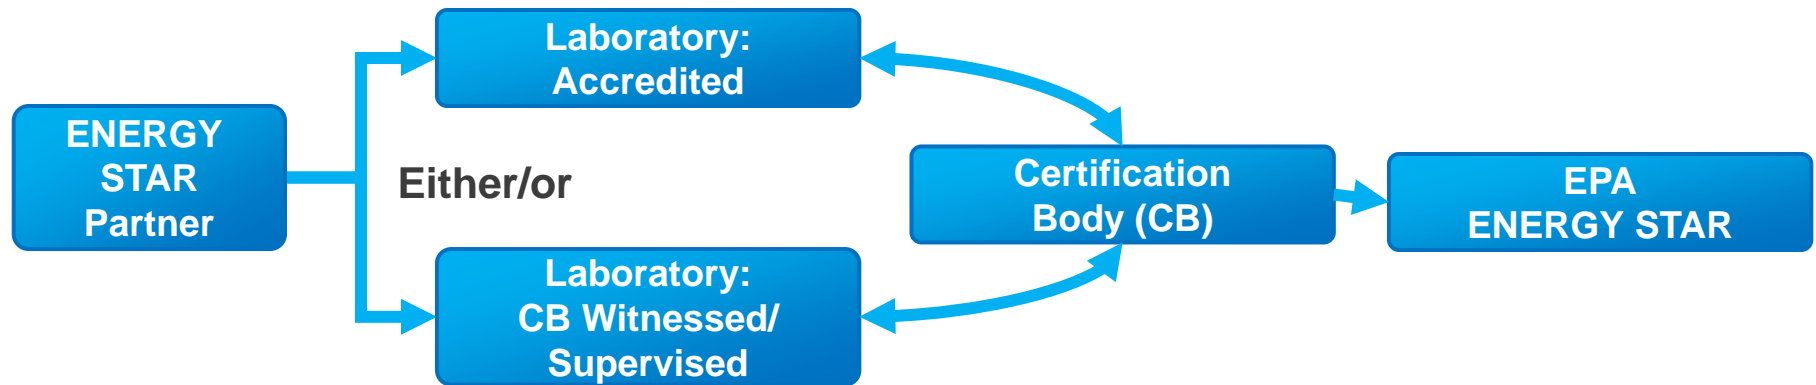 ENERGY
STAR
Partner
Either/or
Laboratory:
Accredited
Laboratory:
CB Witnessed/
Supervised
Certification
Body (CB)
EPA
ENERGY STAR